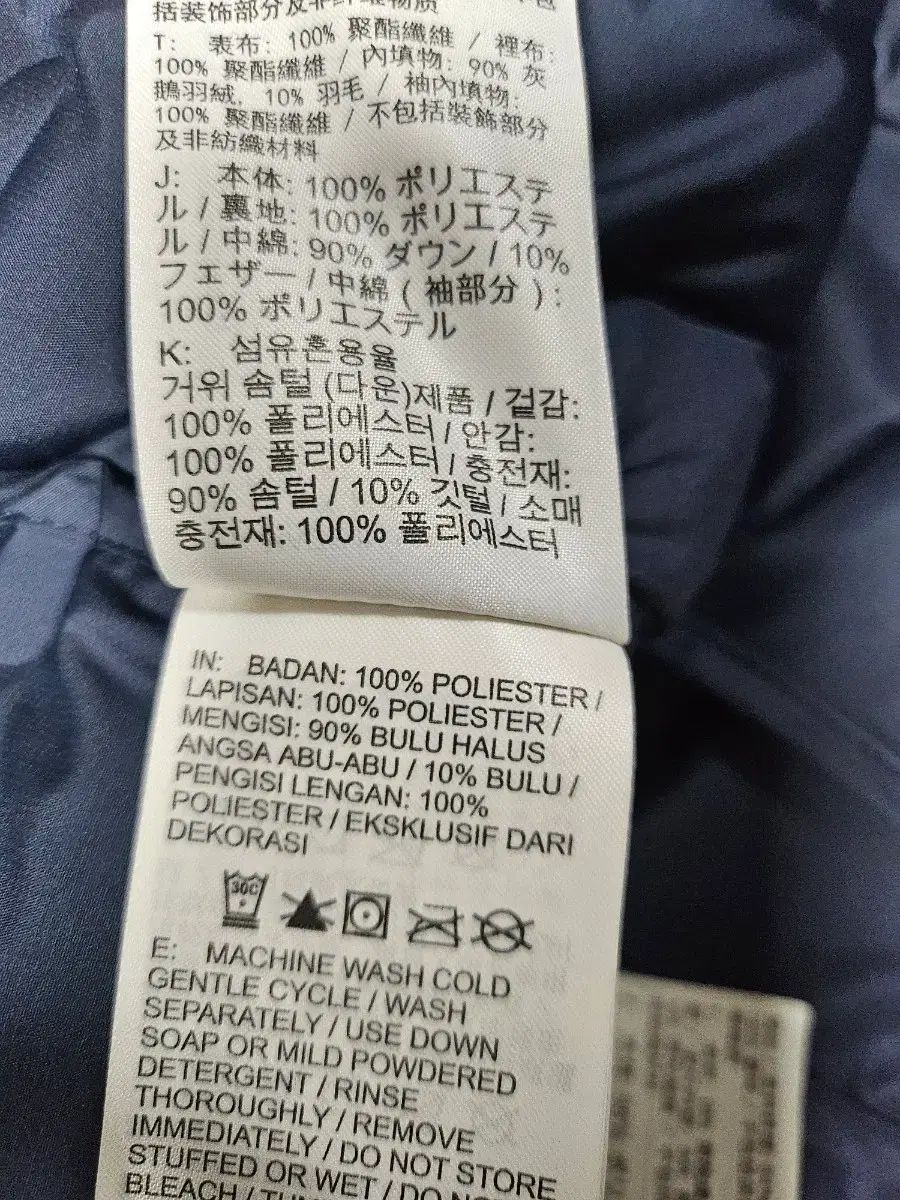 括装饰部分及非纤维物质
T: 表布: 100% 聚酯纖維 / 裡布:
100% 聚酯纖維 / 內填物: 90% 灰
鵝羽絨, 10% 羽毛 / 袖內填物:
100% 聚酯纖維 / 不包括裝飾部分
及非紡織材料
J: 本体: 100% ポリエステ
ル / 裏地: 100% ポリエステ
ル / 中綿: 90% ダウン / 10%
フェザー / 中綿 ( 袖部分 ) :
100% ポリエステル
K: 섬유혼용율
거위 솜털 (다운)제품 / 겉감:
100% 폴리에스터 / 안감:
100% 폴리에스터 / 충전재:
90% 솜털 / 10% 깃털 / 소매
충전재: 100% 폴리에스터
IN: BADAN: 100% POLIESTER /
LAPISAN: 100% POLIESTER /
MENGISI: 90% BULU HALUS
ANGSA ABU-ABU / 10% BULU /
PENGISI LENGAN: 100%
POLIESTER / EKSKLUSIF DARI
DEKORASI
30C
E: MACHINE WASH COLD
GENTLE CYCLE / WASH
SEPARATELY / USE DOWN
SOAP OR MILD POWDERED
DETERGENT / RINSE
THOROUGHLY / REMOVE
IMMEDIATELY / DO NOT STORE
STUFFED OR WET / DO NOT
BLEACH /